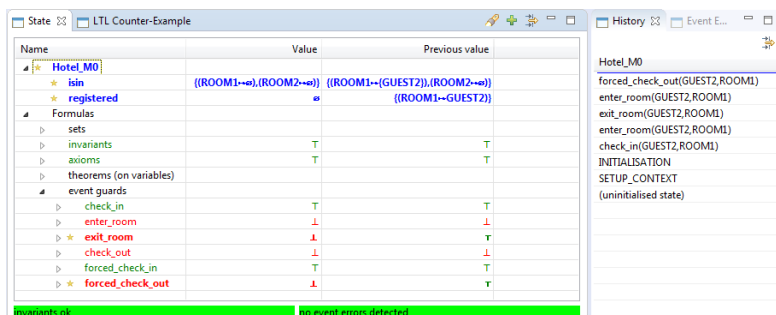 State LTL Counter-Example
Name Value Previous value
Hotel_M0
isin {(ROOM1↦∅),(ROOM2↦∅)} {(ROOM1↦{GUEST2}),(ROOM2↦∅)}
registered ∅ {(ROOM1↦GUEST2)}
Formulas
sets
invariants ⊤ ⊤
axioms ⊤ ⊤
theorems (on variables)
event guards
check_in ⊤ ⊤
enter_room ⊥ ⊥
exit_room ⊥ ⊤
check_out ⊥ ⊥
forced_check_in ⊤ ⊤
forced_check_out ⊥ ⊤
invariants ok no event errors detected
History Event E...
Hotel_M0
forced_check_out(GUEST2,ROOM1)
enter_room(GUEST2,ROOM1)
exit_room(GUEST2,ROOM1)
enter_room(GUEST2,ROOM1)
check_in(GUEST2,ROOM1)
INITIALISATION
SETUP_CONTEXT
(uninitialised state)